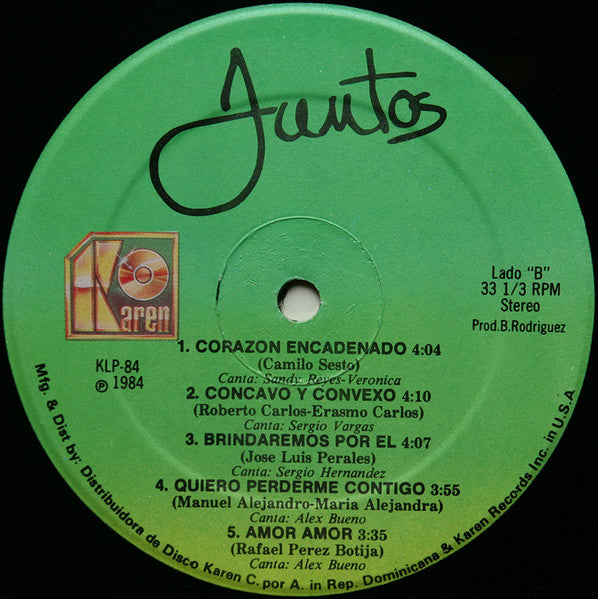 Juntos
Karen
KLP-84
℗ 1984
Lado "B"
33 1/3 RPM
Stereo
Prod.B.Rodriguez
1. CORAZON ENCADENADO 4:04
(Camilo Sesto)
Canta: Sandy Reyes-Veronica
2. CONCAVO Y CONVEXO 4:10
(Roberto Carlos-Erasmo Carlos)
Canta: Sergio Vargas
3. BRINDAREMOS POR EL 4:07
(Jose Luis Perales)
Canta: Sergio Hernandez
4. QUIERO PERDERME CONTIGO 3:55
(Manuel Alejandro-Maria Alejandra)
Canta: Alex Bueno
5. AMOR AMOR 3:35
(Rafael Perez Botija)
Canta: Alex Bueno
Mfg. & Dist by: Distribuidora de Disco Karen C. por A. in Rep. Dominicana & Karen Records Inc. in U.S.A